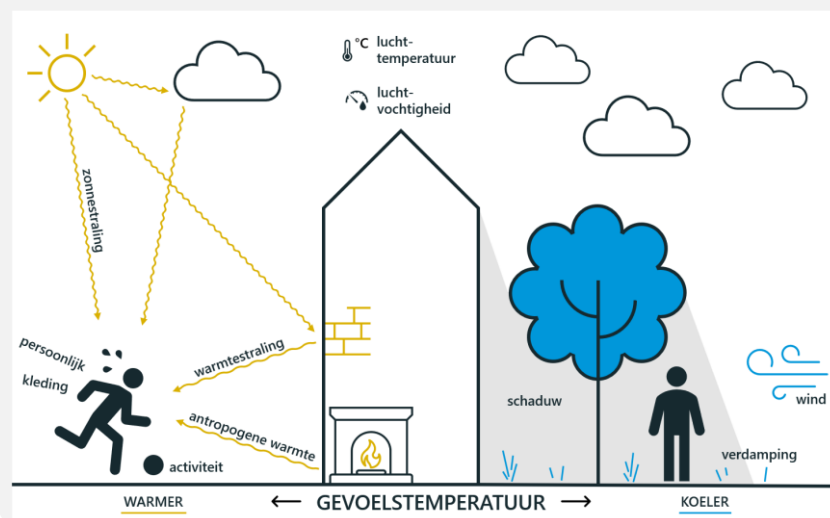 °C lucht-
temperatuur
lucht-
vochtigheid
zonnestraling
persoonlijk
kleding
warmtestraling
antropogene warmte
activiteit
schaduw
wind
verdamping
WARMER
← GEVOELSTEMPERATUUR →
KOELER